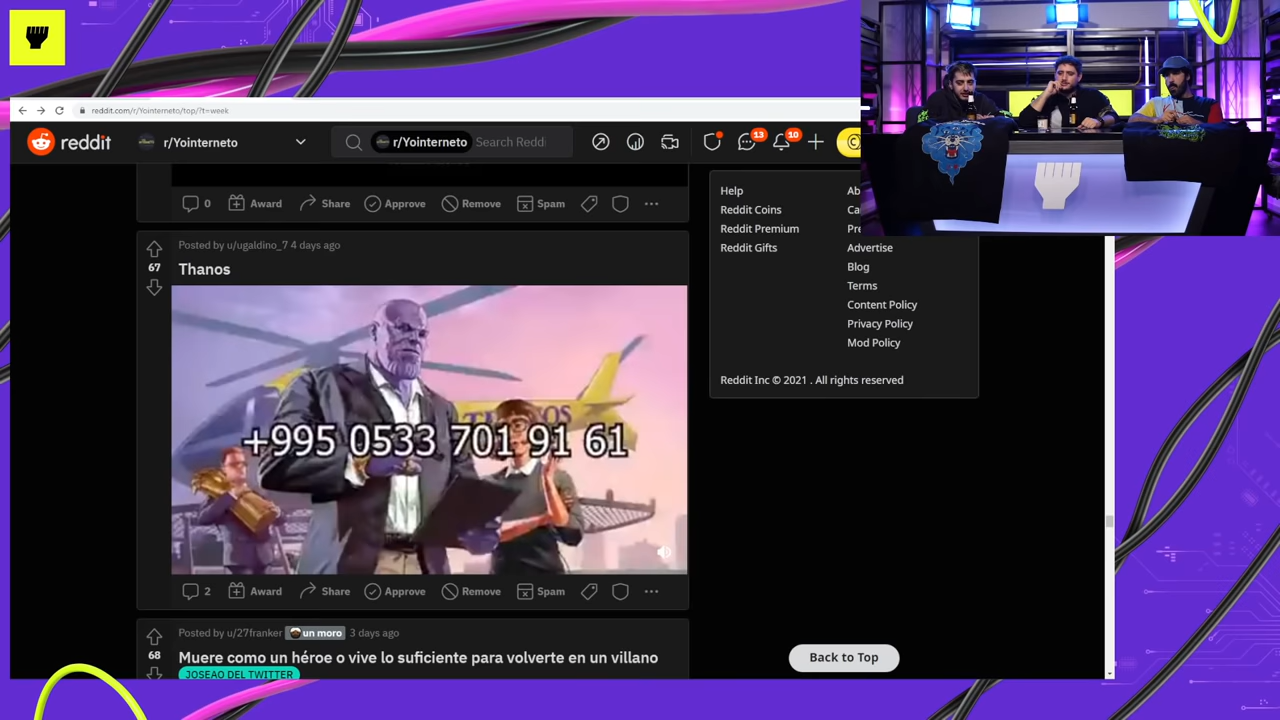 reddit.com/r/Yointerneto/top/?t=week
reddit
r/Yointerneto
r/Yointerneto Search Reddi
13
10
0
Award
Share
Approve
Remove
Spam
Help
Reddit Coins
Reddit Premium
Advertise
Reddit Gifts
Blog
Terms
Content Policy
Privacy Policy
Mod Policy
Reddit Inc © 2021 . All rights reserved
Posted by u/ugaldino_7 4 days ago
67
Thanos
+995 0533 701 91 61
2
Award
Share
Approve
Remove
Spam
Posted by u/27franker un moro 3 days ago
68
Muere como un héroe o vive lo suficiente para volverte en un villano
JOSEAO DEL TWITTER
Back to Top